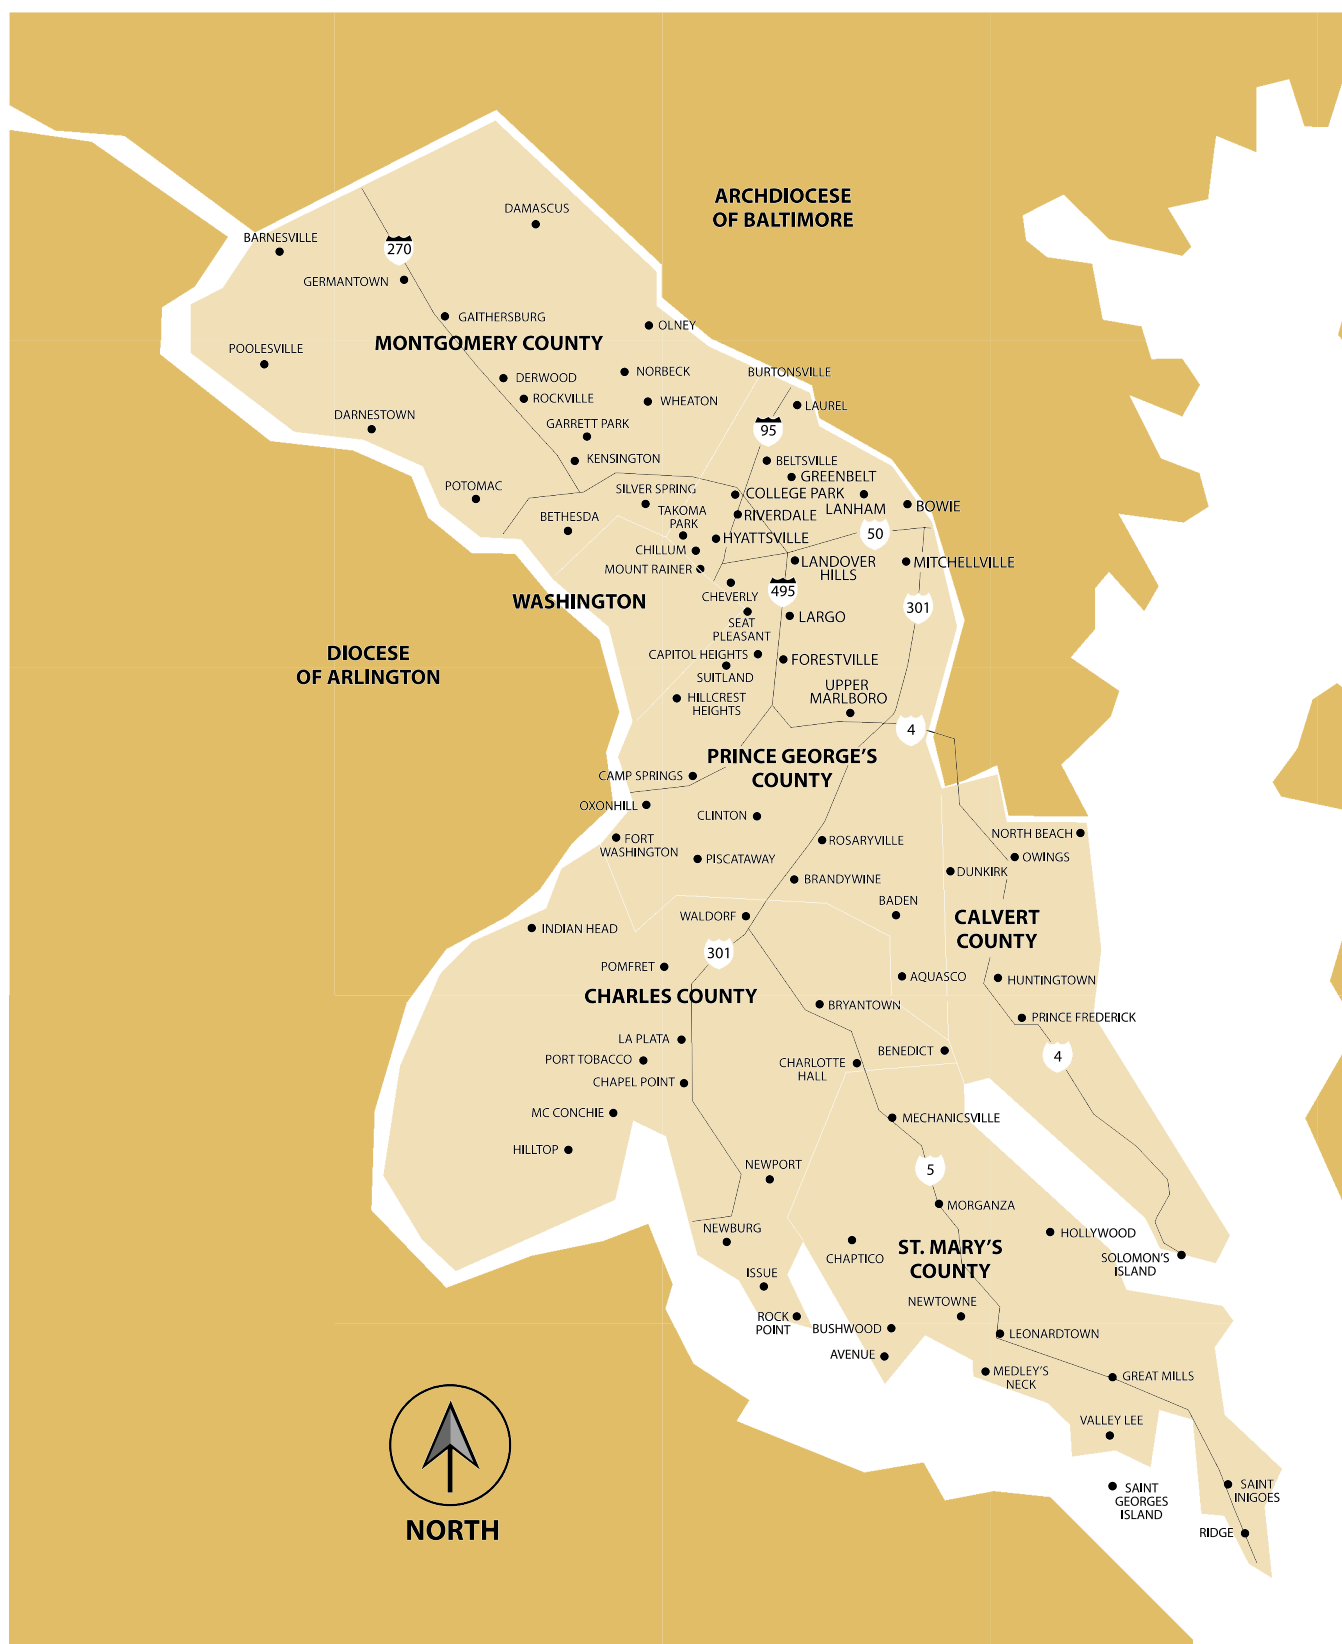 ARCHDIOCESE
OF BALTIMORE
DAMASCUS
BARNESVILLE
270
GERMANTOWN
GAITHERSBURG
OLNEY
MONTGOMERY COUNTY
POOLESVILLE
DERWOOD
NORBECK
BURTONSVILLE
ROCKVILLE
WHEATON
LAUREL
DARNESTOWN
GARRETT PARK
95
KENSINGTON
BELTSVILLE
GREENBELT
POTOMAC
SILVER SPRING
COLLEGE PARK
LANHAM
BOWIE
BETHESDA
TAKOMA
PARK
RIVERDALE
HYATTSVILLE
50
CHILLUM
MOUNT RAINER
LANDOVER
HILLS
MITCHELLVILLE
CHEVERLY
495
WASHINGTON
301
SEAT
PLEASANT
LARGO
DIOCESE
OF ARLINGTON
CAPITOL HEIGHTS
FORESTVILLE
SUITLAND
HILLCREST
HEIGHTS
UPPER
MARLBORO
4
PRINCE GEORGE'S
COUNTY
CAMP SPRINGS
OXONHILL
CLINTON
FORT
WASHINGTON
ROSARYVILLE
NORTH BEACH
PISCATAWAY
OWINGS
BRANDYWINE
DUNKIRK
BADEN
WALDORF
CALVERT
COUNTY
INDIAN HEAD
301
POMFRET
AQUASCO
HUNTINGTOWN
CHARLES COUNTY
BRYANTOWN
PRINCE FREDERICK
LA PLATA
PORT TOBACCO
CHARLOTTE
HALL
BENEDICT
4
CHAPEL POINT
MC CONCHIE
MECHANICSVILLE
HILLTOP
NEWPORT
5
MORGANZA
NEWBURG
HOLLYWOOD
CHAPTICO
ST. MARY'S
COUNTY
SOLOMON'S
ISLAND
ISSUE
NEWTOWNE
ROCK
POINT
BUSHWOOD
LEONARDTOWN
AVENUE
MEDLEY'S
NECK
GREAT MILLS
VALLEY LEE
SAINT
GEORGES
ISLAND
SAINT
INIGOES
RIDGE
NORTH